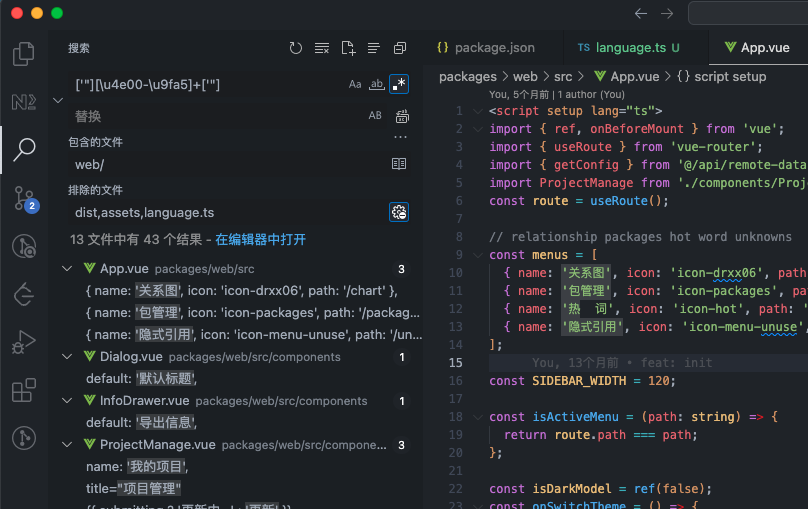 搜索
['"][\u4e00-\u9fa5]+['"]
Aa ab .*
替换
AB
包含的文件
web/
排除的文件
dist,assets,language.ts
13 文件中有 43 个结果 - 在编辑器中打开
App.vue packages/web/src 3
{ name: '关系图', icon: 'icon-drxx06', path: '/chart' },
{ name: '包管理', icon: 'icon-packages', path: '/packag...
{ name: '隐式引用', icon: 'icon-menu-unuse', path: '/un...
Dialog.vue packages/web/src/components 1
default: '默认标题',
InfoDrawer.vue packages/web/src/components 1
default: '导出信息',
ProjectManage.vue packages/web/src/compone... 3
name: '我的项目',
title="项目管理"
2
{} package.json
TS language.ts U
App.vue
packages > web > src > App.vue > {} script setup
You, 5个月前 | 1 author (You)
1 <script setup lang="ts">
2 import { ref, onBeforeMount } from 'vue';
3 import { useRoute } from 'vue-router';
4 import { getConfig } from '@/api/remote-data
5 import ProjectManage from './components/Proj
6 const route = useRoute();
7
8 // relationship packages hot word unknowns
9 const menus = [
10 { name: '关系图', icon: 'icon-drxx06', path
11 { name: '包管理', icon: 'icon-packages', pat
12 { name: '热 词', icon: 'icon-hot', path: '
13 { name: '隐式引用', icon: 'icon-menu-unuse',
14 ];
15 You, 13个月前 • feat: init
16 const SIDEBAR_WIDTH = 120;
17
18 const isActiveMenu = (path: string) => {
19 return route.path === path;
20 };
21
22 const isDarkModel = ref(false);
23 const onSwitchTheme = () => {